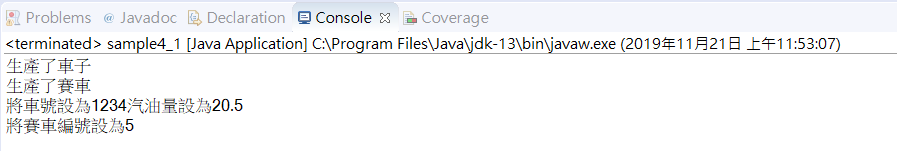 Problems @ Javadoc Declaration Console Coverage
<terminated> sample4_1 [Java Application] C:\Program Files\Java\jdk-13\bin\javaw.exe (2019年11月21日 上午11:53:07)
生產了車子
生產了賽車
將車號設為1234汽油量設為20.5
將賽車編號設為5